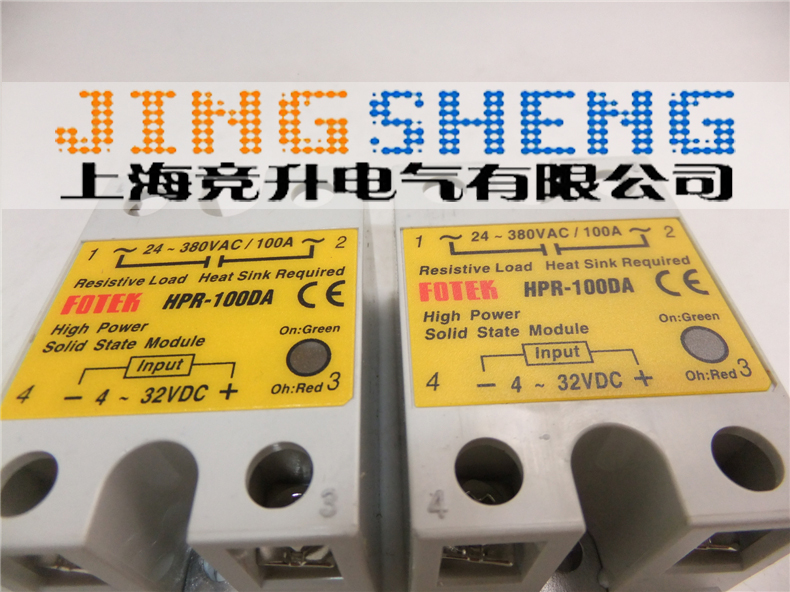 JINGSHENG
上海竞升电气有限公司
1 ~ 24 ~ 380VAC / 100A ~ 2
Resistive Load Heat Sink Required
FOTEK HPR-100DA CE
High Power
Solid State Module
On:Green
Input
4 − 4 ~ 32VDC + 3
Oh:Red
3
1 ~ 24 ~ 380VAC / 100A ~ 2
Resistive Load Heat Sink Required
FOTEK HPR-100DA CE
High Power
Solid State Module
On:Green
Input
4 − 4 ~ 32VDC + 3
Oh:Red
4